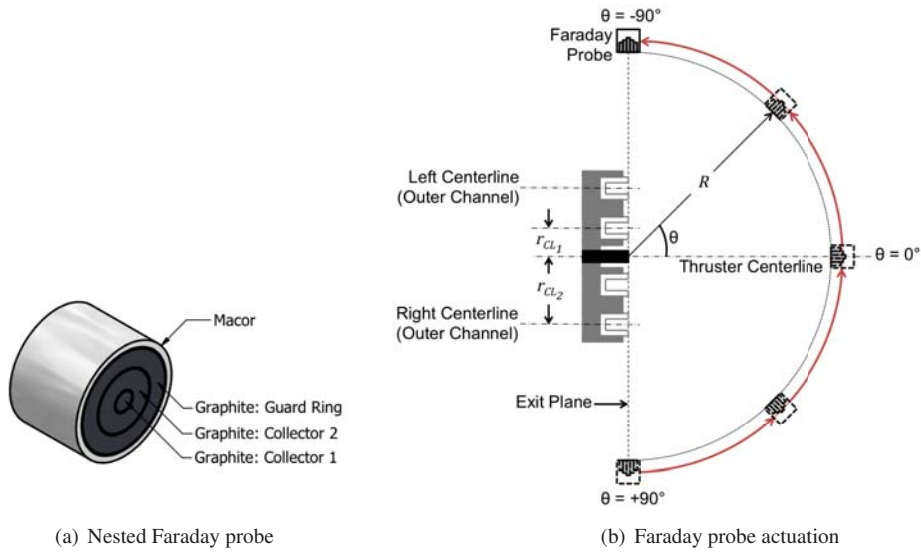 Macor
Graphite: Guard Ring
Graphite: Collector 2
Graphite: Collector 1
(a) Nested Faraday probe
θ = -90°
Faraday
Probe
Left Centerline
(Outer Channel)
R
r_CL1
θ
Thruster Centerline
θ = 0°
r_CL2
Right Centerline
(Outer Channel)
Exit Plane
θ = +90°
(b) Faraday probe actuation